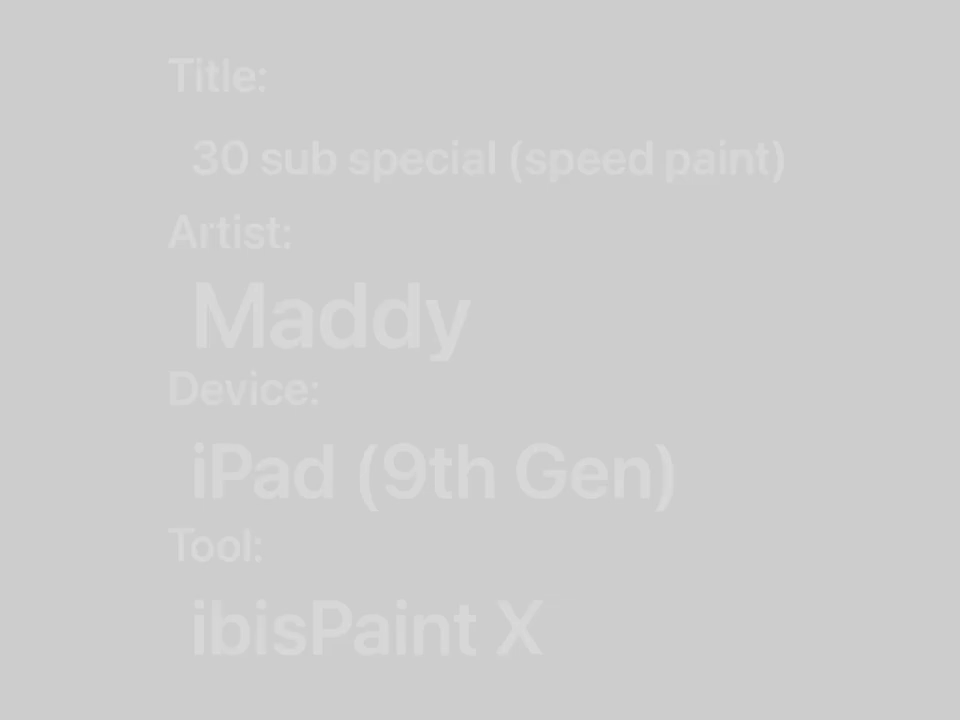 Title:
30 sub special (speed paint)
Artist:
Maddy
Device:
iPad (9th Gen)
Tool:
ibisPaint X